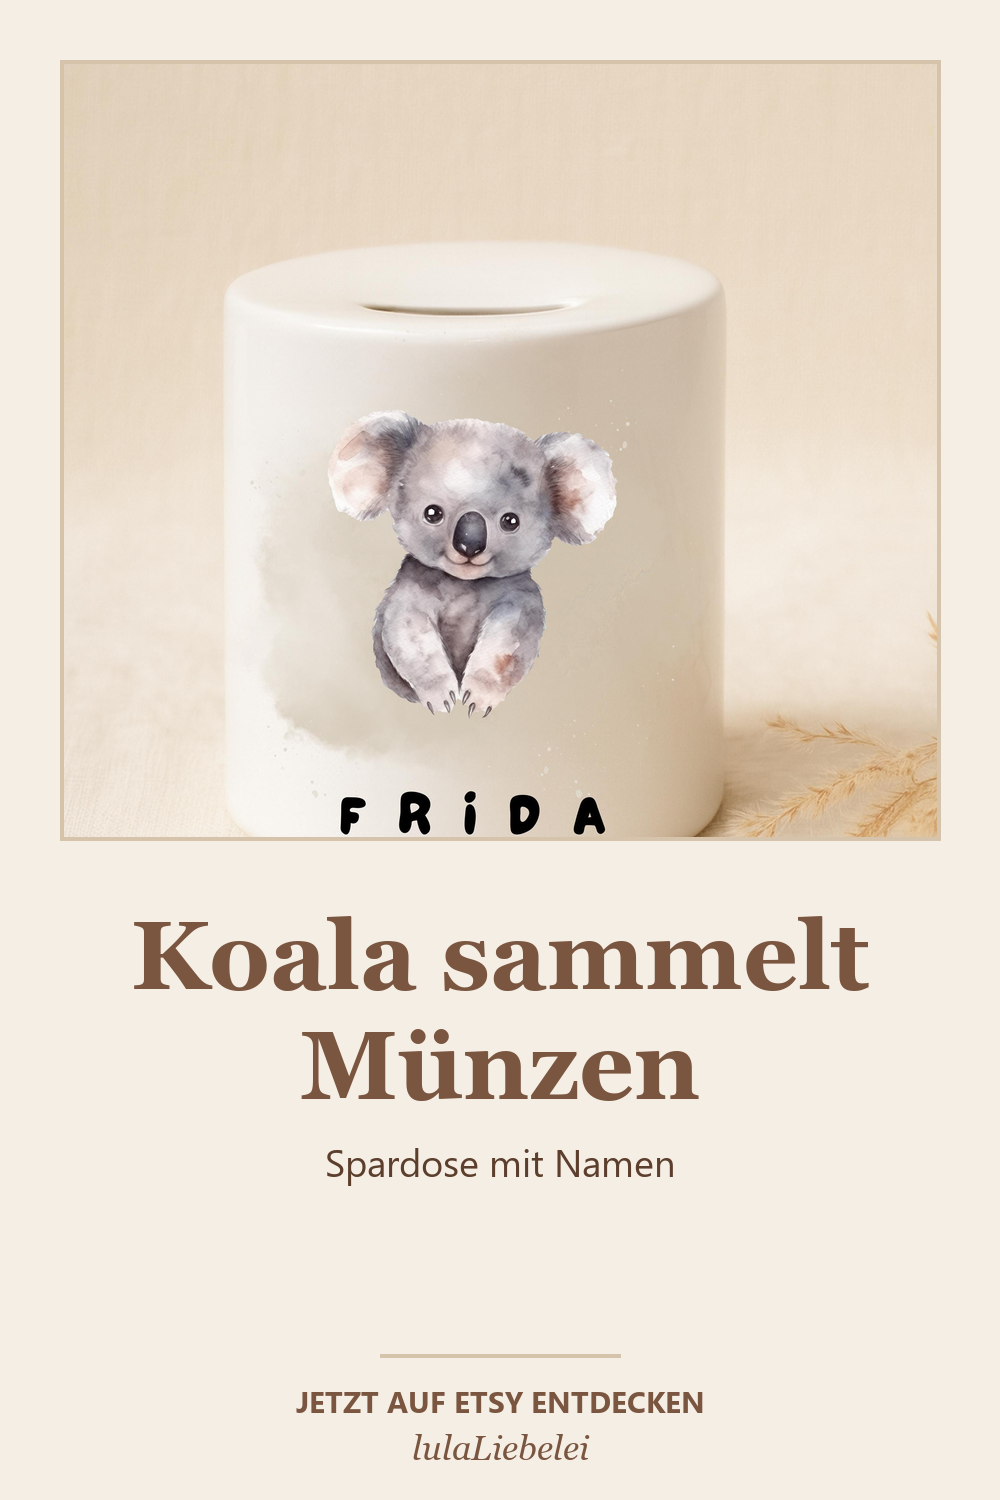 FRiDA
Koala sammelt
Münzen
Spardose mit Namen
JETZT AUF ETSY ENTDECKEN
lulaLiebelei